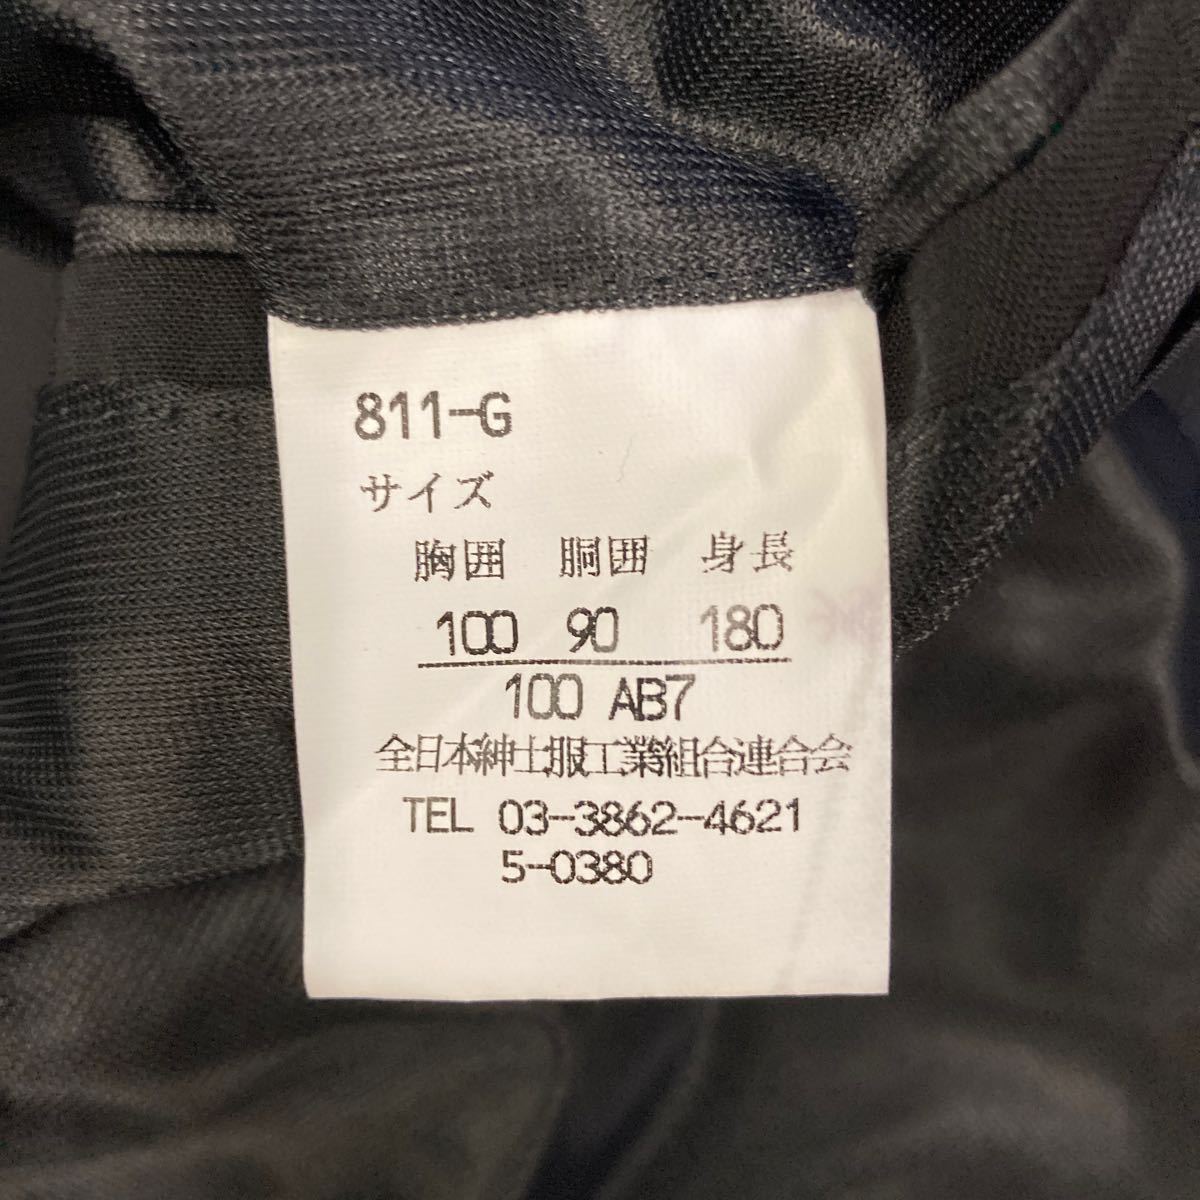 811-G
サイズ
胸囲 胴囲 身長
100 90 180
100 AB7
全日本紳士服工業組合連合会
TEL 03-3862-4621
5-0380